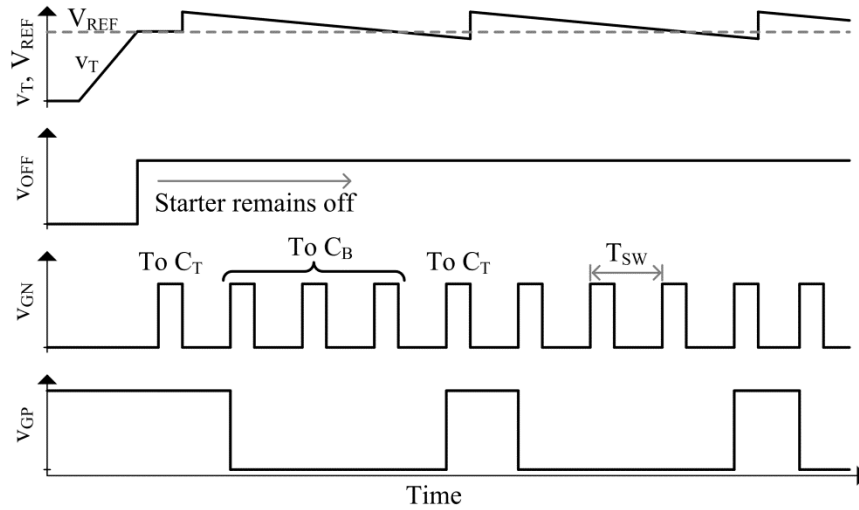 v_T, V_REF
V_REF
v_T
v_OFF
Starter remains off
v_GN
To C_T
To C_B
To C_T
T_SW
v_GP
Time